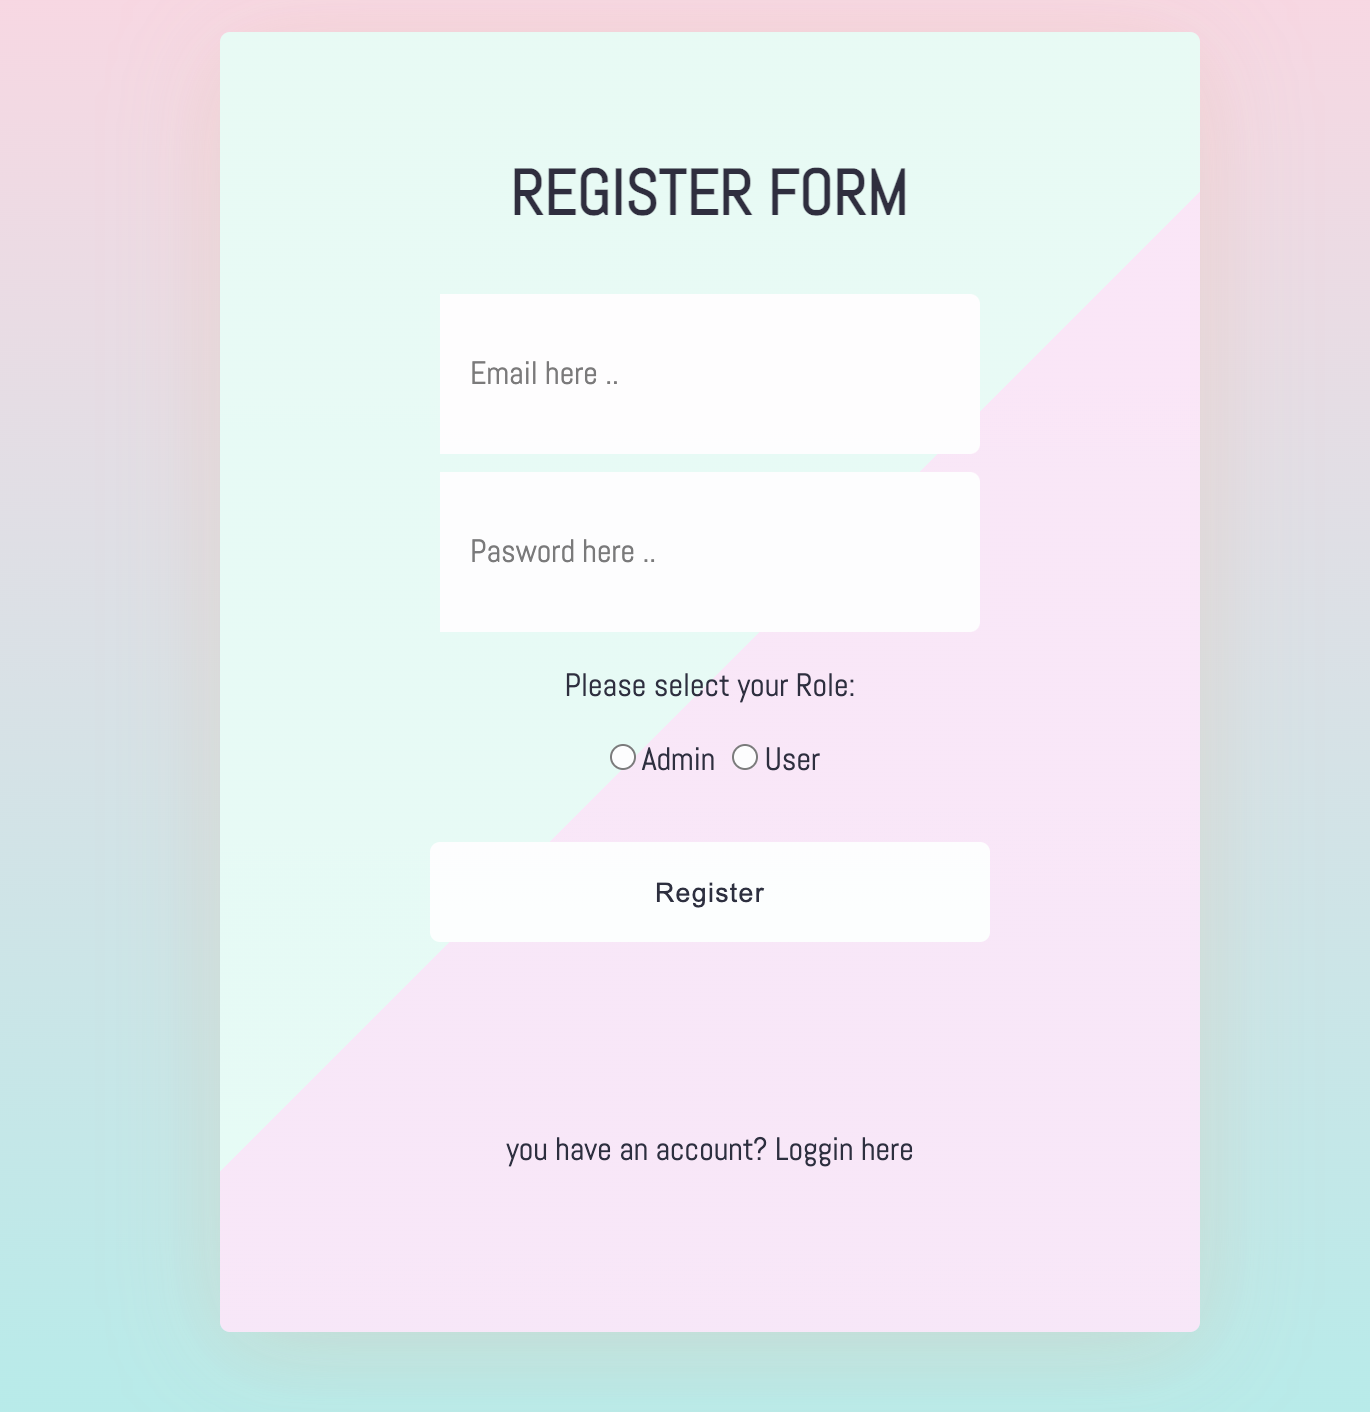 REGISTER FORM
Email here ..
Pasword here ..
Please select your Role:
Admin User
Register
you have an account? Loggin here